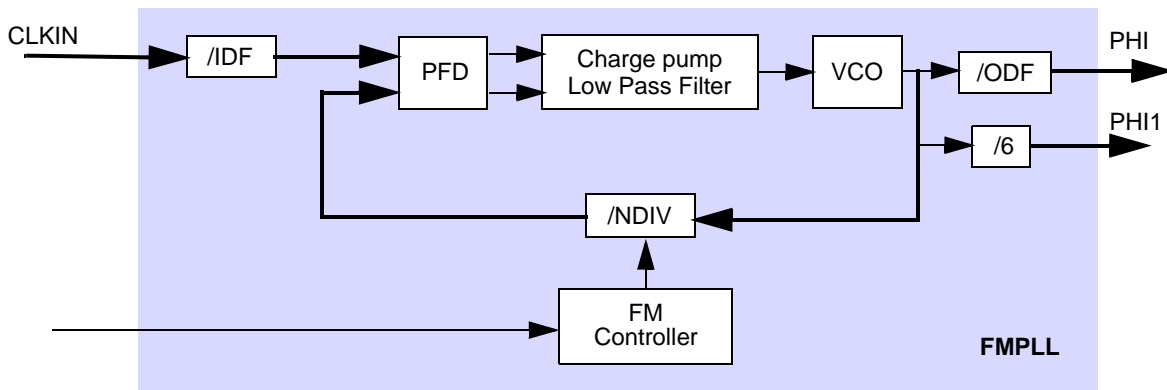 CLKIN
/IDF
PFD
Charge pump
Low Pass Filter
VCO
/ODF
PHI
/6
PHI1
/NDIV
FM
Controller
FMPLL